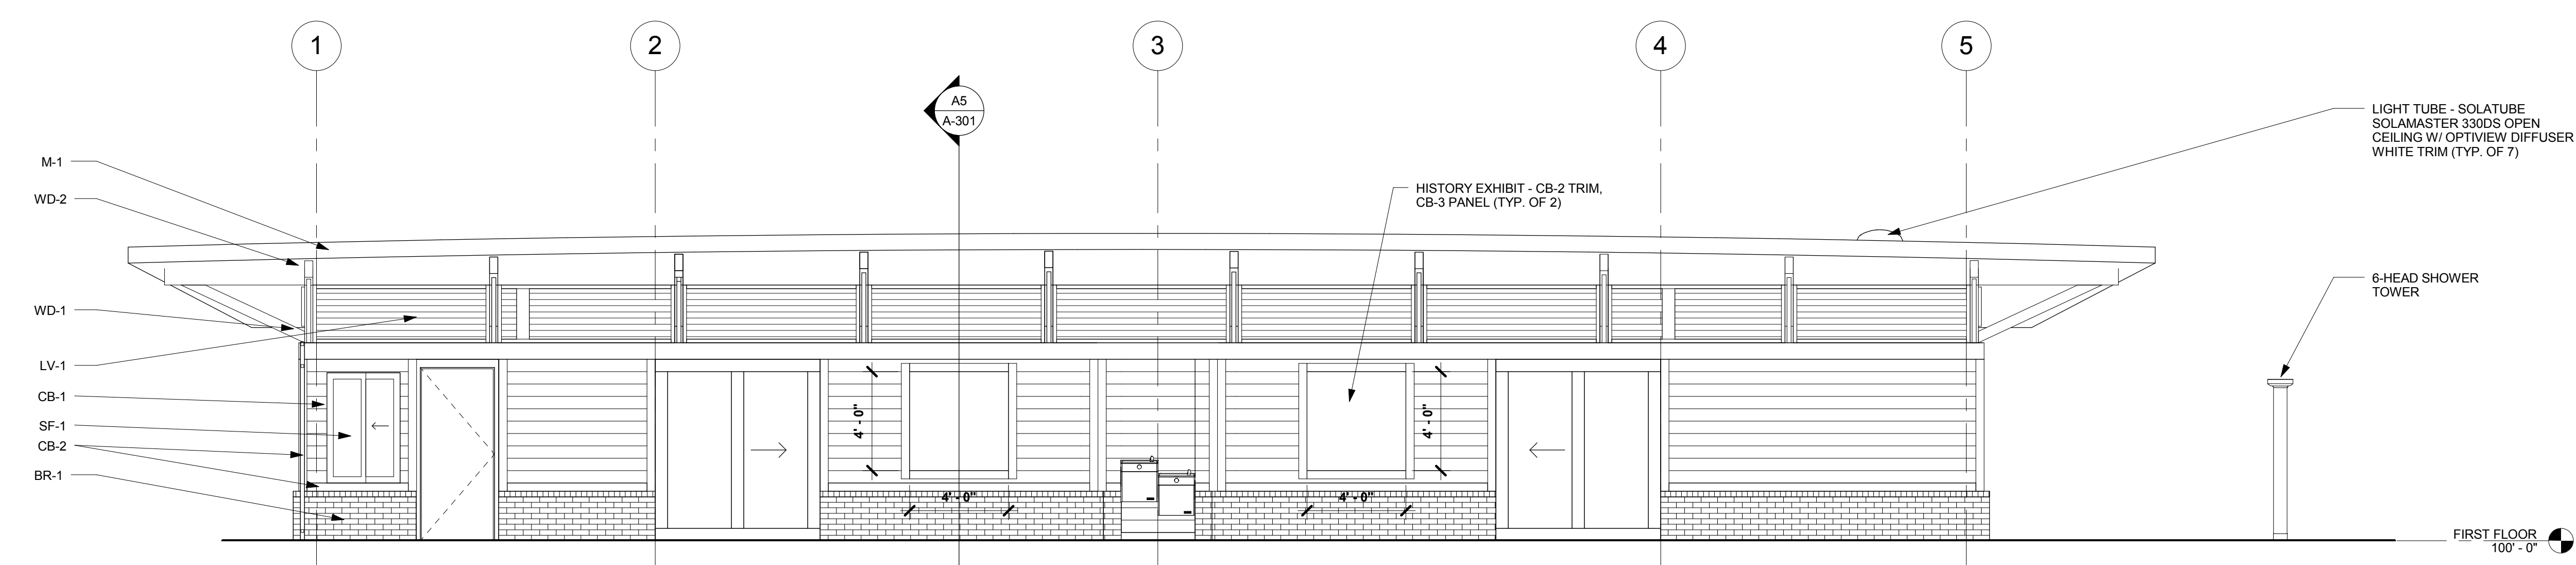 1
2
3
4
5
A5
A-301
LIGHT TUBE - SOLATUBE
SOLAMASTER 330DS OPEN
CEILING W/ OPTIVIEW DIFFUSER
WHITE TRIM (TYP. OF 7)
M-1
WD-2
HISTORY EXHIBIT - CB-2 TRIM,
CB-3 PANEL (TYP. OF 2)
6-HEAD SHOWER
TOWER
WD-1
LV-1
CB-1
SF-1
CB-2
BR-1
4' - 0"
4' - 0"
4' - 0"
4' - 0"
FIRST FLOOR
100' - 0"